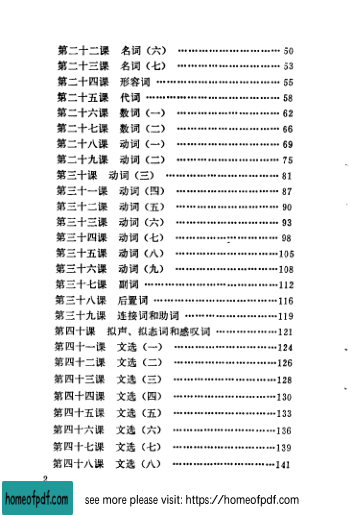 第二十二课 名词（六） …………………………… 50
第二十三课 名词（七） …………………………… 53
第二十四课 形容词 …………………………… 55
第二十五课 代词 …………………………… 58
第二十六课 数词（一） …………………………… 62
第二十七课 数词（二） …………………………… 66
第二十八课 动词（一） …………………………… 69
第二十九课 动词（二） …………………………… 75
第三十课 动词（三） …………………………… 81
第三十一课 动词（四） …………………………… 87
第三十二课 动词（五） …………………………… 90
第三十三课 动词（六） …………………………… 93
第三十四课 动词（七） …………………………… 98
第三十五课 动词（八） ……………………………105
第三十六课 动词（九） ……………………………108
第三十七课 副词 ……………………………112
第三十八课 后置词 ……………………………116
第三十九课 连接词和助词 ……………………………119
第四十课 拟声、拟态词和感叹词 ……………………121
第四十一课 文选（一） ……………………………124
第四十二课 文选（二） ……………………………126
第四十三课 文选（三） ……………………………128
第四十四课 文选（四） ……………………………130
第四十五课 文选（五） ……………………………133
第四十六课 文选（六） ……………………………136
第四十七课 文选（七） ……………………………139
第四十八课 文选（八） ……………………………141
2
homeofpdf.com see more please visit: https://homeofpdf.com